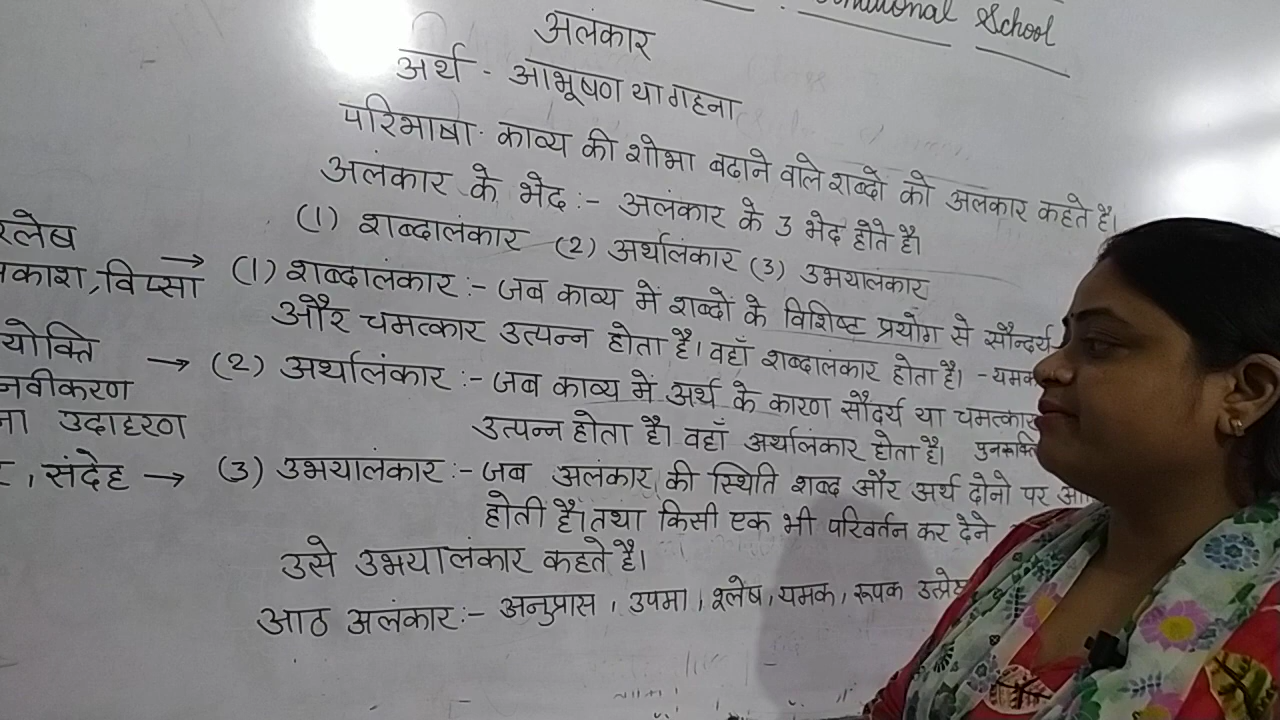 School
अलंकार
अर्थ - आभूषण या गहना
परिभाषा- काव्य की शोभा बढाने वाले शब्दो को अलंकार कहते है।
अलंकार के भेद :- अलंकार के 3 भेद होते है।
(1) शब्दालंकार (2) अर्थालंकार (3) उभयालंकार
विप्सा → (1) शब्दालंकार :- जब काव्य में शब्दों के विशिष्ट प्रयोग से सौन्दर्य
और चमत्कार उत्पन्न होता है। वहाँ शब्दालंकार होता है। - यमक
→ (2) अर्थालंकार :- जब काव्य में अर्थ के कारण सौंदर्य या चमत्कार
नवीकरण
उत्पन्न होता है। वहाँ अर्थालंकार होता है।
उदाहरण
, संदेह → (3) उभयालंकार :- जब अलंकार की स्थिति शब्द और अर्थ दोनो पर
होती है। तथा किसी एक भी परिवर्तन कर देने
उसे उभयालंकार कहते है।
आठ अलंकार :- अनुप्रास , उपमा , श्लेष , यमक , रूपक